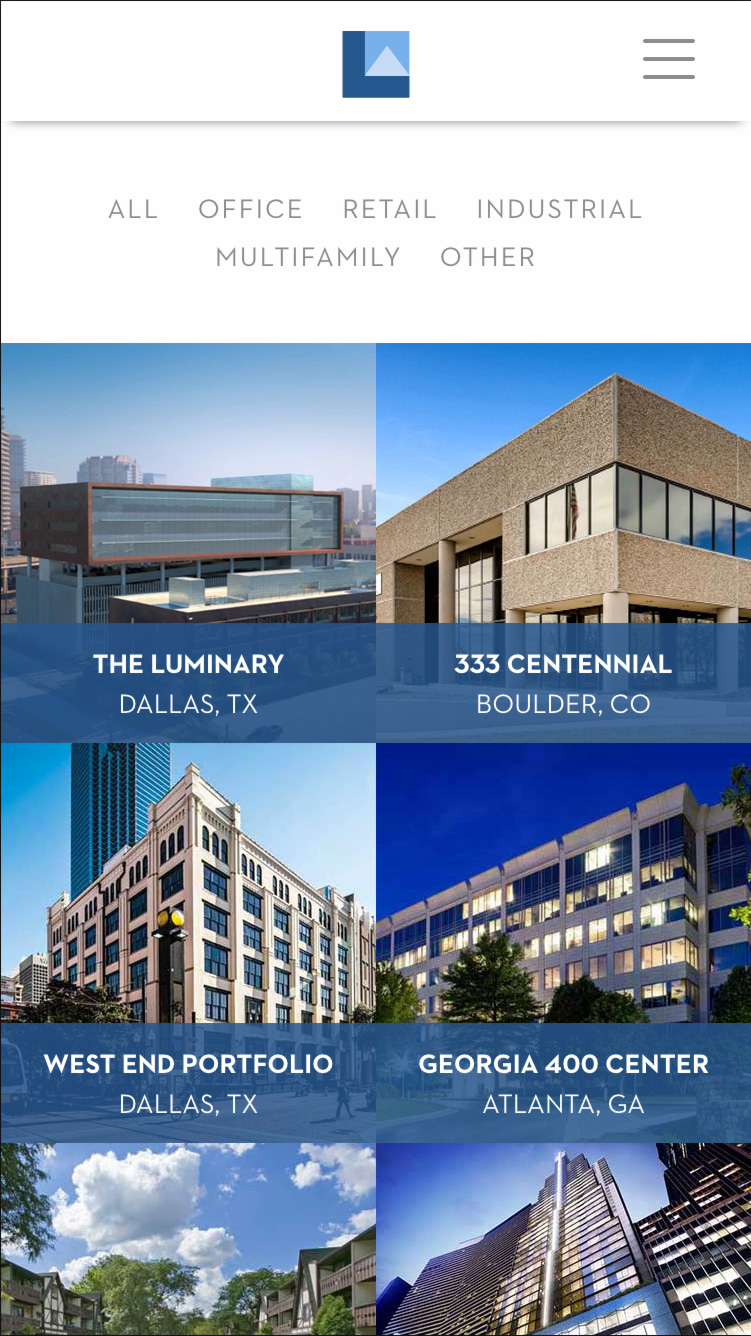 ALL OFFICE RETAIL INDUSTRIAL
MULTIFAMILY OTHER
THE LUMINARY
DALLAS, TX
333 CENTENNIAL
BOULDER, CO
WEST END PORTFOLIO
DALLAS, TX
GEORGIA 400 CENTER
ATLANTA, GA